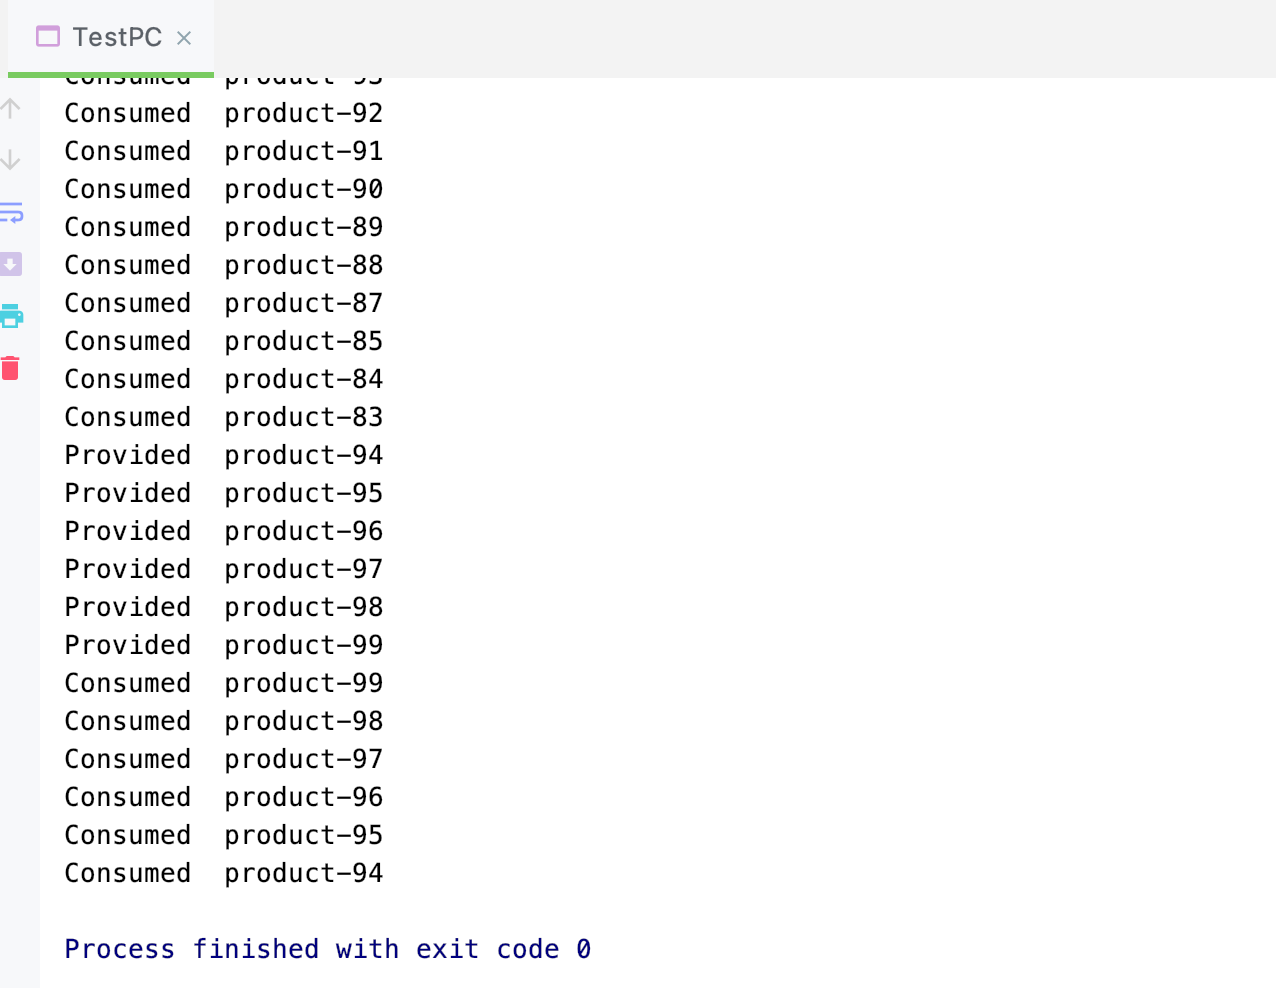 TestPC
Consumed  product-93
Consumed  product-92
Consumed  product-91
Consumed  product-90
Consumed  product-89
Consumed  product-88
Consumed  product-87
Consumed  product-85
Consumed  product-84
Consumed  product-83
Provided  product-94
Provided  product-95
Provided  product-96
Provided  product-97
Provided  product-98
Provided  product-99
Consumed  product-99
Consumed  product-98
Consumed  product-97
Consumed  product-96
Consumed  product-95
Consumed  product-94
Process finished with exit code 0